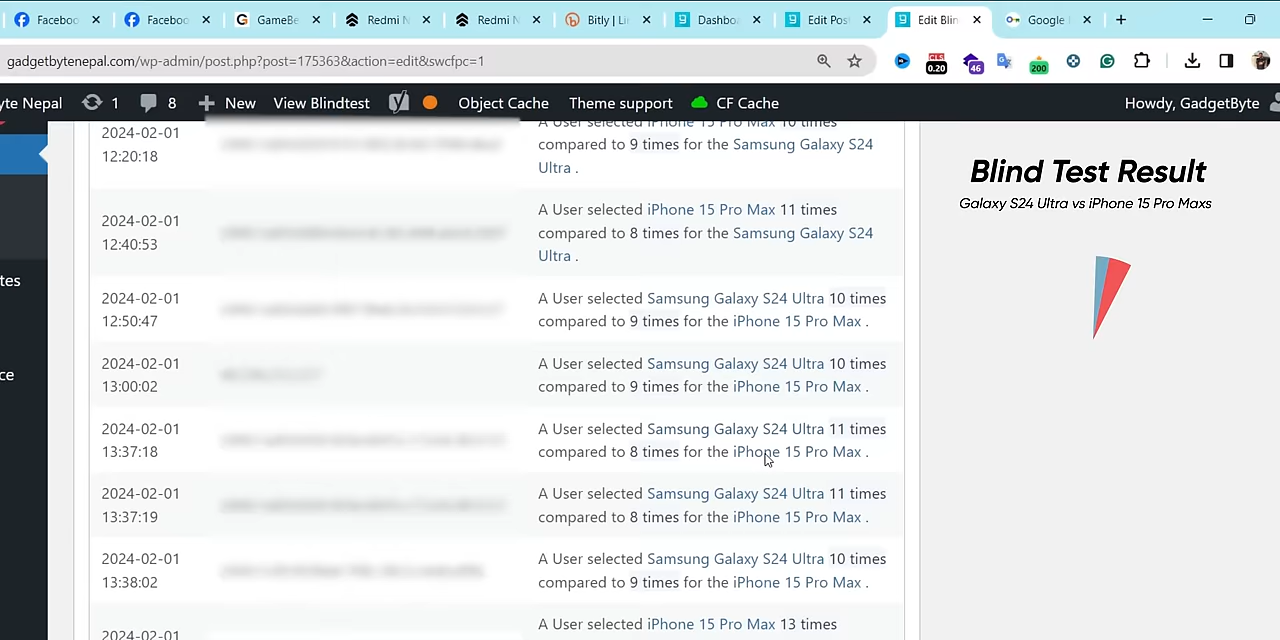 Faceboo
Faceboo
GameBe
Redmi N
Redmi N
Bitly | Li
Dashbo
Edit Pos
Edit Blin
Google
gadgetbytenepal.com/wp-admin/post.php?post=175363&action=edit&swcfpc=1
0.20
46
200
yte Nepal
1
8
New
View Blindtest
Object Cache
Theme support
CF Cache
Howdy, GadgetByte
tes
ce
2024-02-01
12:20:18
A User selected iPhone 15 Pro Max 10 times
compared to 9 times for the Samsung Galaxy S24
Ultra .
2024-02-01
12:40:53
A User selected iPhone 15 Pro Max 11 times
compared to 8 times for the Samsung Galaxy S24
Ultra .
2024-02-01
12:50:47
A User selected Samsung Galaxy S24 Ultra 10 times
compared to 9 times for the iPhone 15 Pro Max .
2024-02-01
13:00:02
A User selected Samsung Galaxy S24 Ultra 10 times
compared to 9 times for the iPhone 15 Pro Max .
2024-02-01
13:37:18
A User selected Samsung Galaxy S24 Ultra 11 times
compared to 8 times for the iPhone 15 Pro Max .
2024-02-01
13:37:19
A User selected Samsung Galaxy S24 Ultra 11 times
compared to 8 times for the iPhone 15 Pro Max .
2024-02-01
13:38:02
A User selected Samsung Galaxy S24 Ultra 10 times
compared to 9 times for the iPhone 15 Pro Max .
2024-02-01
A User selected iPhone 15 Pro Max 13 times
Blind Test Result
Galaxy S24 Ultra vs iPhone 15 Pro Maxs